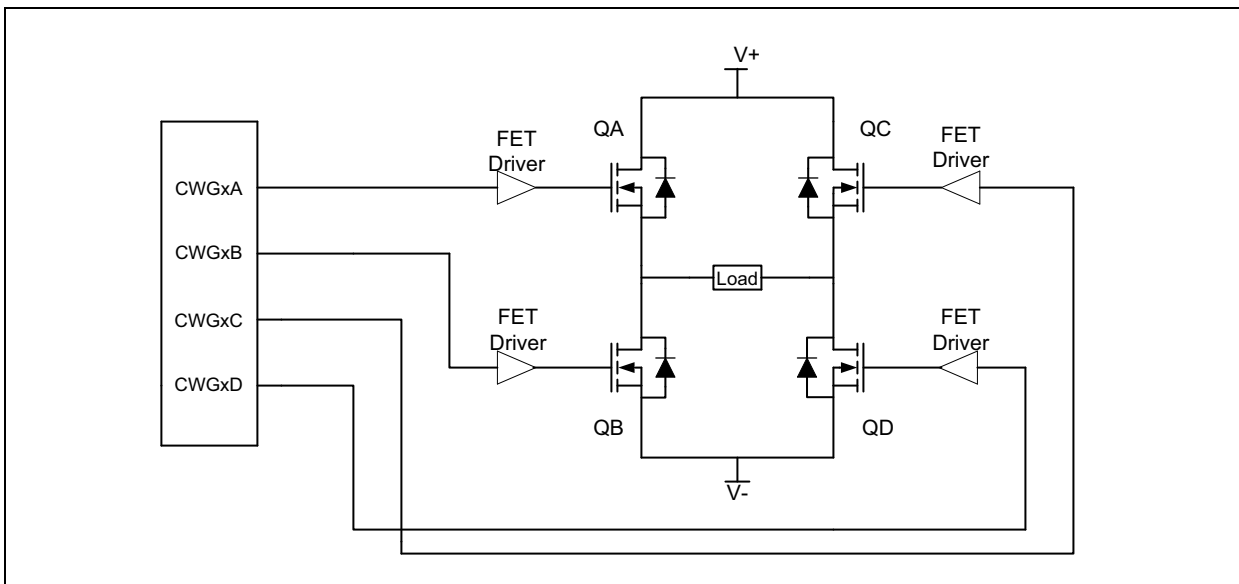 V+
QA
QC
FET
Driver
FET
Driver
CWGxA
CWGxB
CWGxC
CWGxD
Load
FET
Driver
FET
Driver
QB
QD
V-